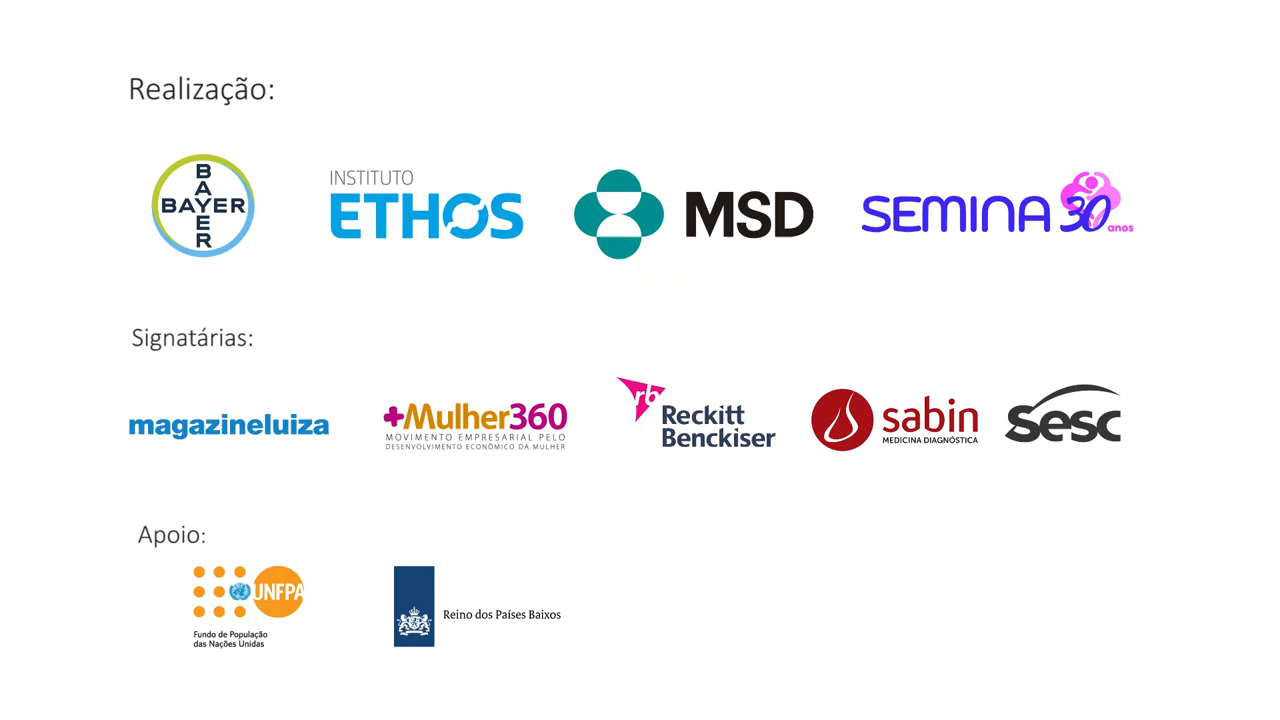 Realização:
BAYER
BAYER
INSTITUTO
ETHOS
MSD
SEMINA 30 anos
Signatárias:
magazineluiza
+Mulher360
MOVIMENTO EMPRESARIAL PELO
DESENVOLVIMENTO ECONÔMICO DA MULHER
rb
Reckitt
Benckiser
sabin
MEDICINA DIAGNÓSTICA
Sesc
Apoio:
UNFPA
Fundo de População
das Nações Unidas
Reino dos Países Baixos